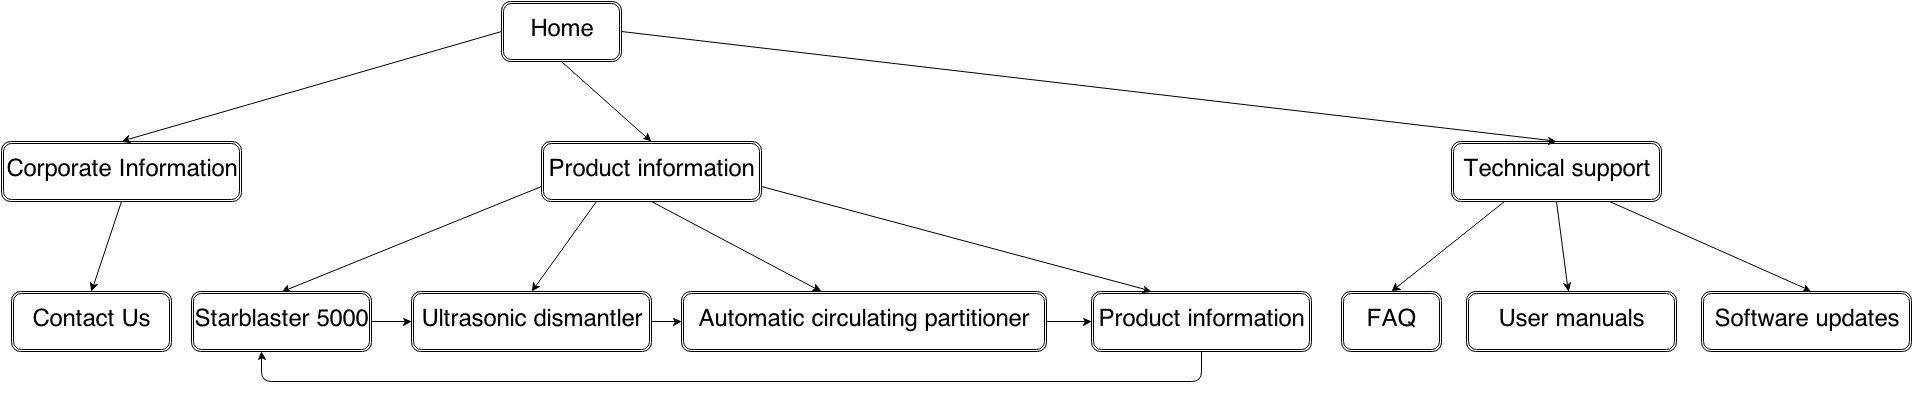 Home
Corporate Information
Product information
Technical support
Contact Us
Starblaster 5000
Ultrasonic dismantler
Automatic circulating partitioner
Product information
FAQ
User manuals
Software updates